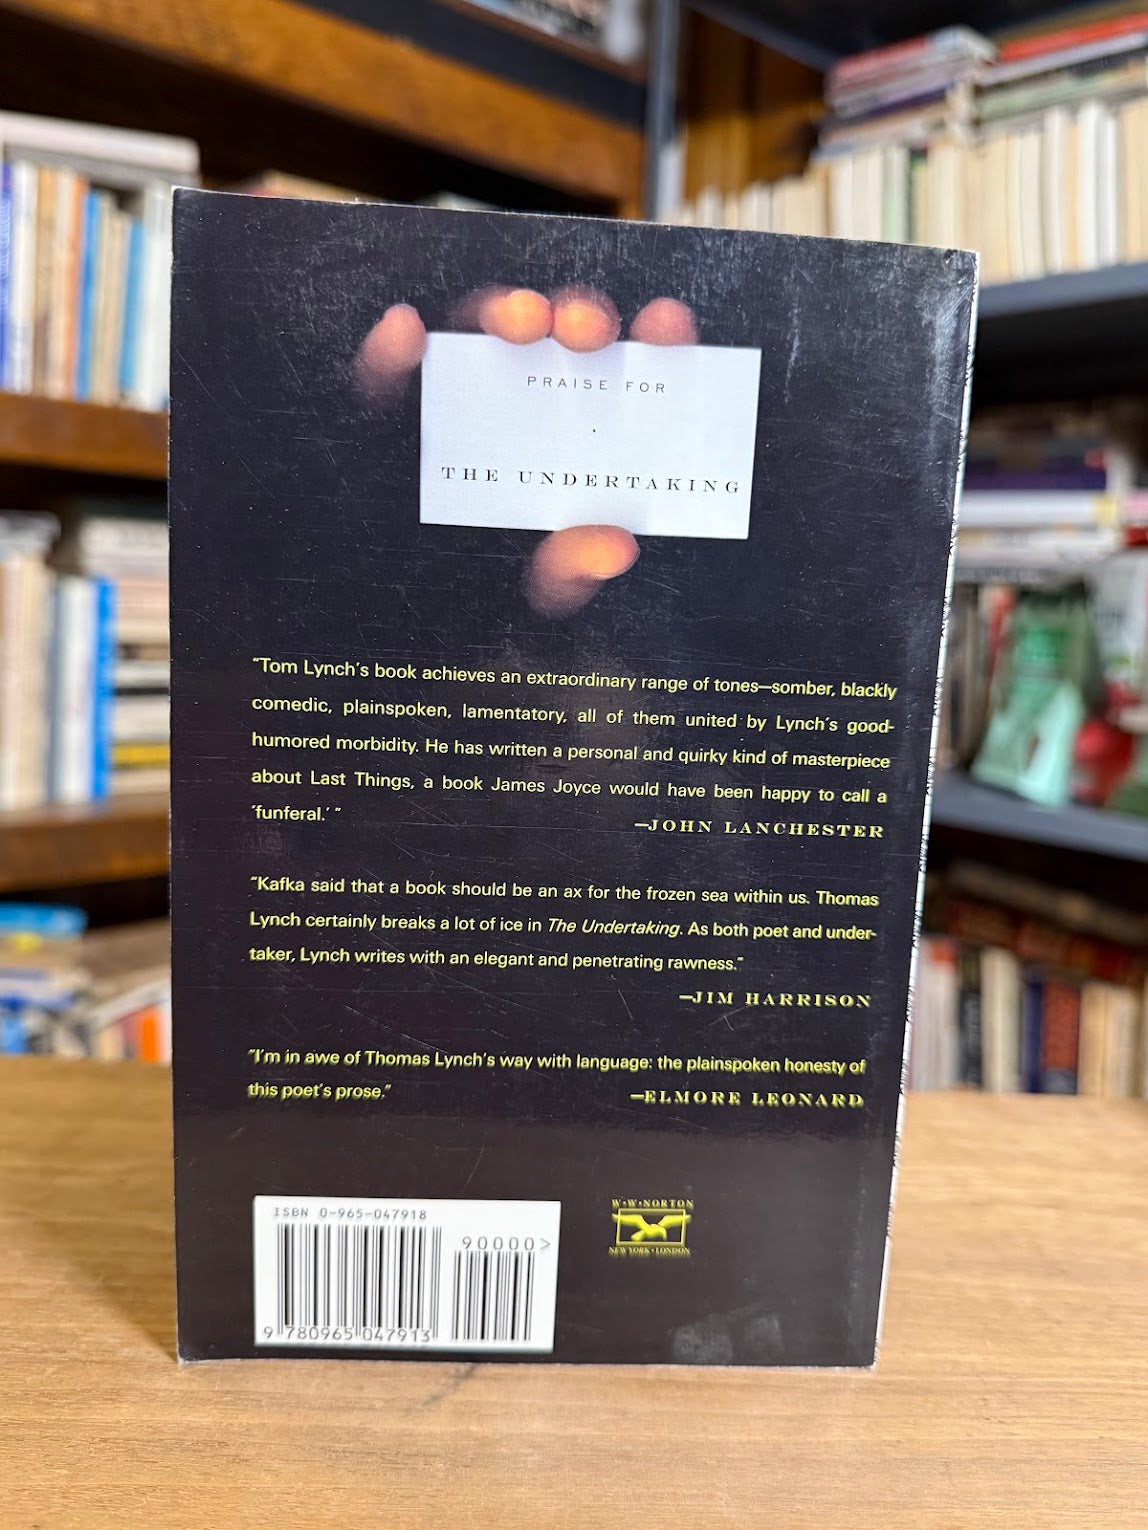 PRAISE FOR
THE UNDERTAKING
"Tom Lynch's book achieves an extraordinary range of tones—somber, blackly
comedic, plainspoken, lamentatory, all of them united by Lynch's good-
humored morbidity. He has written a personal and quirky kind of masterpiece
about Last Things, a book James Joyce would have been happy to call a
'funferal.' "
—JOHN LANCHESTER
"Kafka said that a book should be an ax for the frozen sea within us. Thomas
Lynch certainly breaks a lot of ice in The Undertaking. As both poet and under-
taker, Lynch writes with an elegant and penetrating rawness."
—JIM HARRISON
"I'm in awe of Thomas Lynch's way with language: the plainspoken honesty of
this poet's prose."
—ELMORE LEONARD
ISBN 0-965-047918
90000>
9 780965 047913
W•W•NORTON
NEW YORK • LONDON